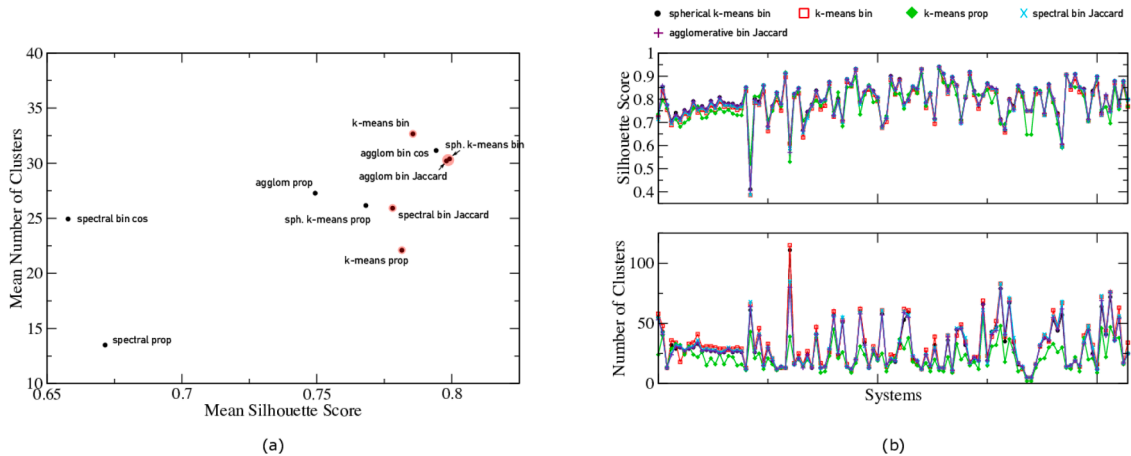 spherical k-means bin
k-means bin
k-means prop
spectral bin Jaccard
agglomerative bin Jaccard
40
35
30
25
20
15
10
Mean Number of Clusters
k-means bin
sph. k-means bin
agglom bin cos
agglom bin Jaccard
agglom prop
sph. k-means prop
spectral bin Jaccard
spectral bin cos
k-means prop
spectral prop
0.65
0.7
0.75
0.8
Mean Silhouette Score
(a)
1
0.9
0.8
0.7
0.6
0.5
0.4
Silhouette Score
100
50
0
Number of Clusters
Systems
(b)